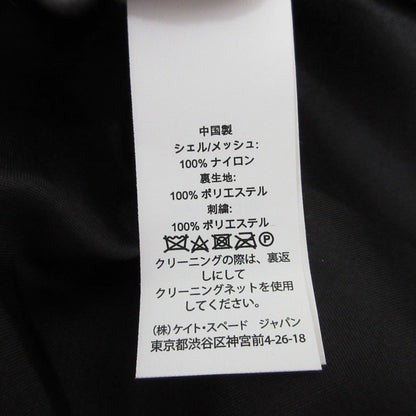 中国製
シェル/メッシュ:
100% ナイロン
裏生地:
100% ポリエステル
刺繍:
100% ポリエステル
クリーニングの際は、裏返
しにして
クリーニングネットを使用
してください。
(株)ケイト・スペード ジャパン
東京都渋谷区神宮前4-26-18